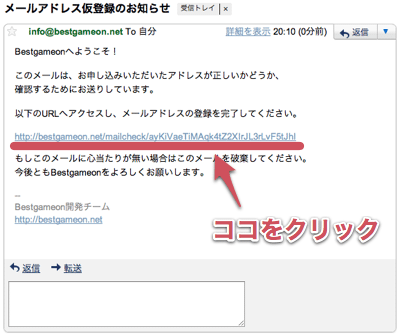 メールアドレス仮登録のお知らせ 受信トレイ ×
info@bestgameon.net To 自分 詳細を表示 20:10 (0分前) 返信
Bestgameonへようこそ！
このメールは、お申し込みいただいたアドレスが正しいかどうか、
確認するためにお送りしています。
以下のURLへアクセスし、メールアドレスの登録を完了してください。
http://bestgameon.net/mailcheck/ayKiVaeTiMAqk4tZ2XIrJL3rLvF5tJhI
もしこのメールに心当たりが無い場合はこのメールを破棄してください。
今後ともBestgameonをよろしくお願いします。
--
Bestgameon開発チーム
http://bestgameon.net
ココをクリック
返信 転送